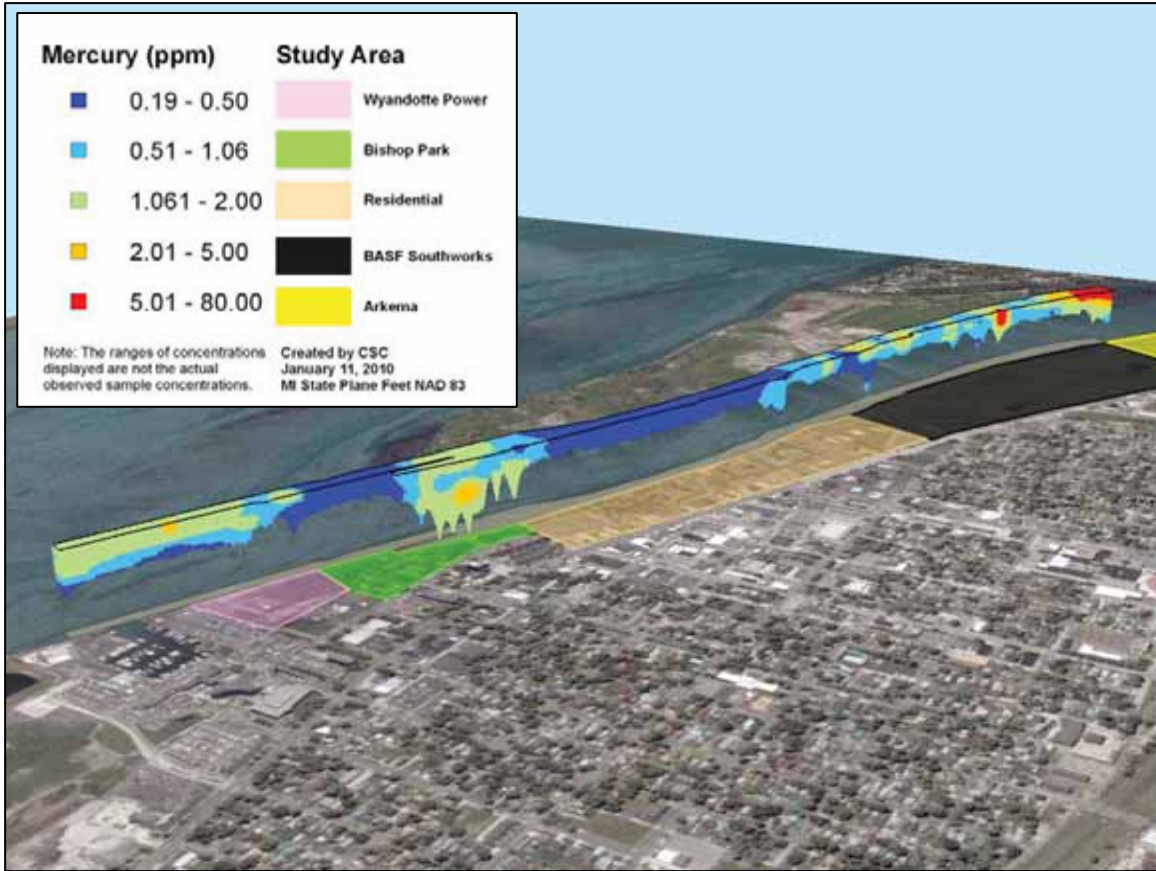 Mercury (ppm)
0.19 - 0.50
0.51 - 1.06
1.061 - 2.00
2.01 - 5.00
5.01 - 80.00
Note: The ranges of concentrations
displayed are not the actual
observed sample concentrations.
Study Area
Wyandotte Power
Bishop Park
Residential
BASF Southworks
Arkema
Created by CSC
January 11, 2010
MI State Plane Feet NAD 83